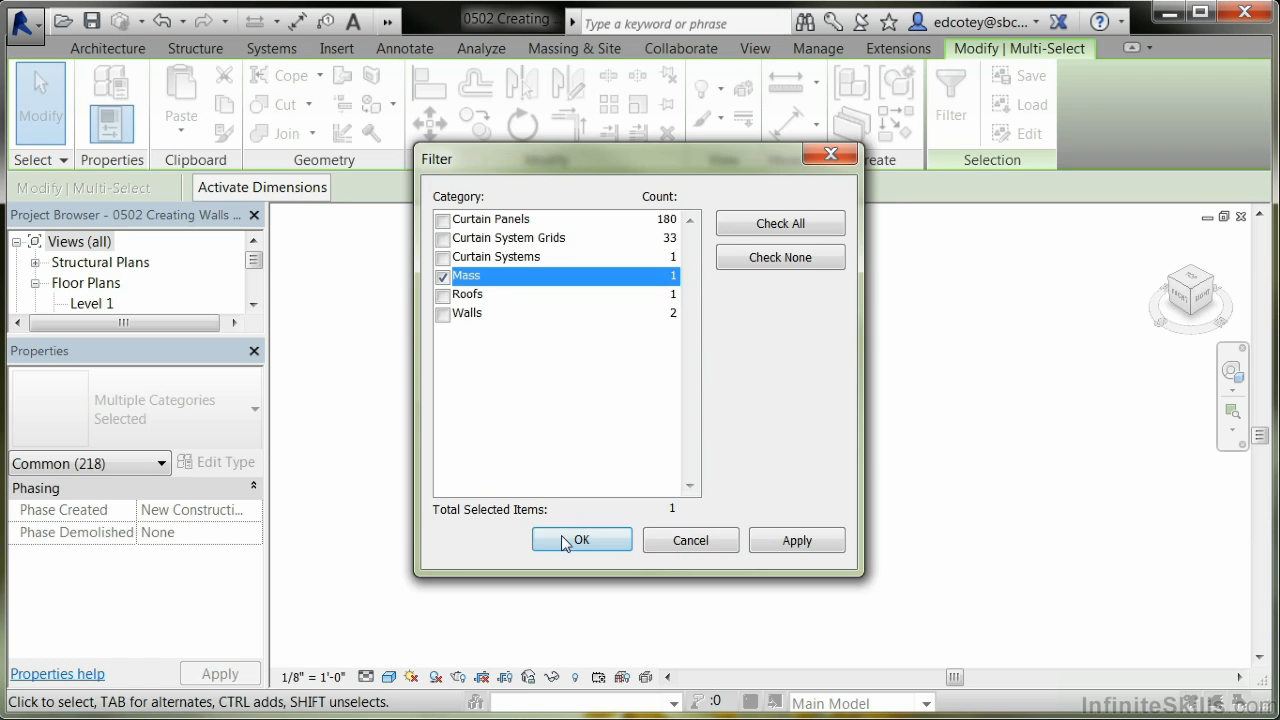 0502 Creating
Type a keyword or phrase
edcotey@sbc...
Architecture Structure Systems Insert Annotate Analyze Massing & Site Collaborate View Manage Extensions Modify | Multi-Select
Modify
Paste
Cope
Cut
Join
Filter
Save
Load
Edit
Select Properties Clipboard Geometry Selection
Modify | Multi-Select Activate Dimensions
Project Browser - 0502 Creating Walls ...
Views (all)
Structural Plans
Floor Plans
Level 1
Properties
Multiple Categories
Selected
Common (218) Edit Type
Phasing
Phase Created New Constructi...
Phase Demolished None
Properties help Apply
Filter
Category: Count:
Curtain Panels 180
Curtain System Grids 33
Curtain Systems 1
Mass 1
Roofs 1
Walls 2
Check All
Check None
Total Selected Items: 1
OK Cancel Apply
TOP
FRONT
RIGHT
1/8" = 1'-0"
Click to select, TAB for alternates, CTRL adds, SHIFT unselects.
:0
Main Model
InfiniteSkills.com